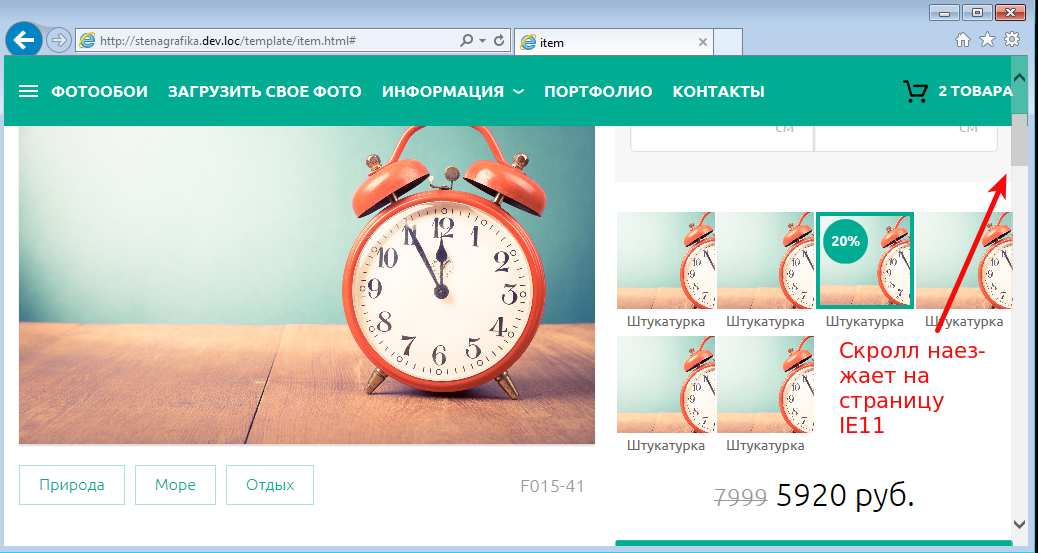 http://stenagrafika.dev.loc/template/item.html#
item
ФОТООБОИ ЗАГРУЗИТЬ СВОЕ ФОТО ИНФОРМАЦИЯ ПОРТФОЛИО КОНТАКТЫ 2 ТОВАРА
см см
20%
Штукатурка Штукатурка Штукатурка Штукатурка
Скролл наез-
жает на
страницу
IE11
Штукатурка Штукатурка
Природа Море Отдых F015-41
7999 5920 руб.